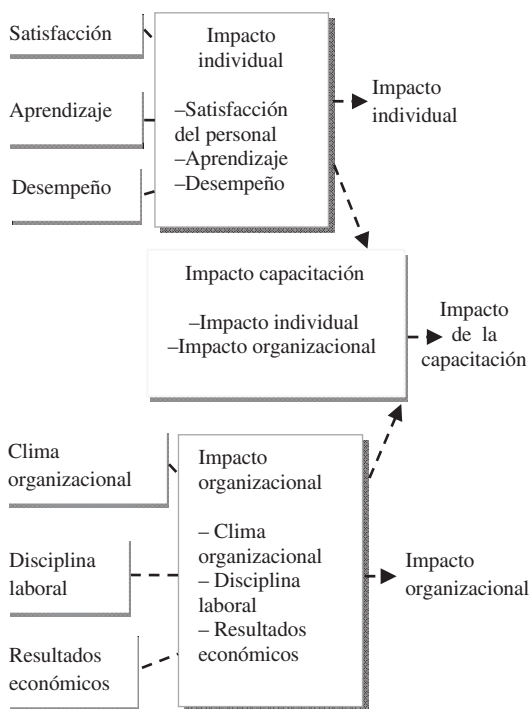 Satisfacción
Aprendizaje
Desempeño
Impacto
individual
–Satisfacción
del personal
–Aprendizaje
–Desempeño
Impacto
individual
Impacto capacitación
–Impacto individual
–Impacto organizacional
Impacto
de la
capacitación
Clima
organizacional
Disciplina
laboral
Resultados
económicos
Impacto
organizacional
– Clima
organizacional
– Disciplina
laboral
– Resultados
económicos
Impacto
organizacional